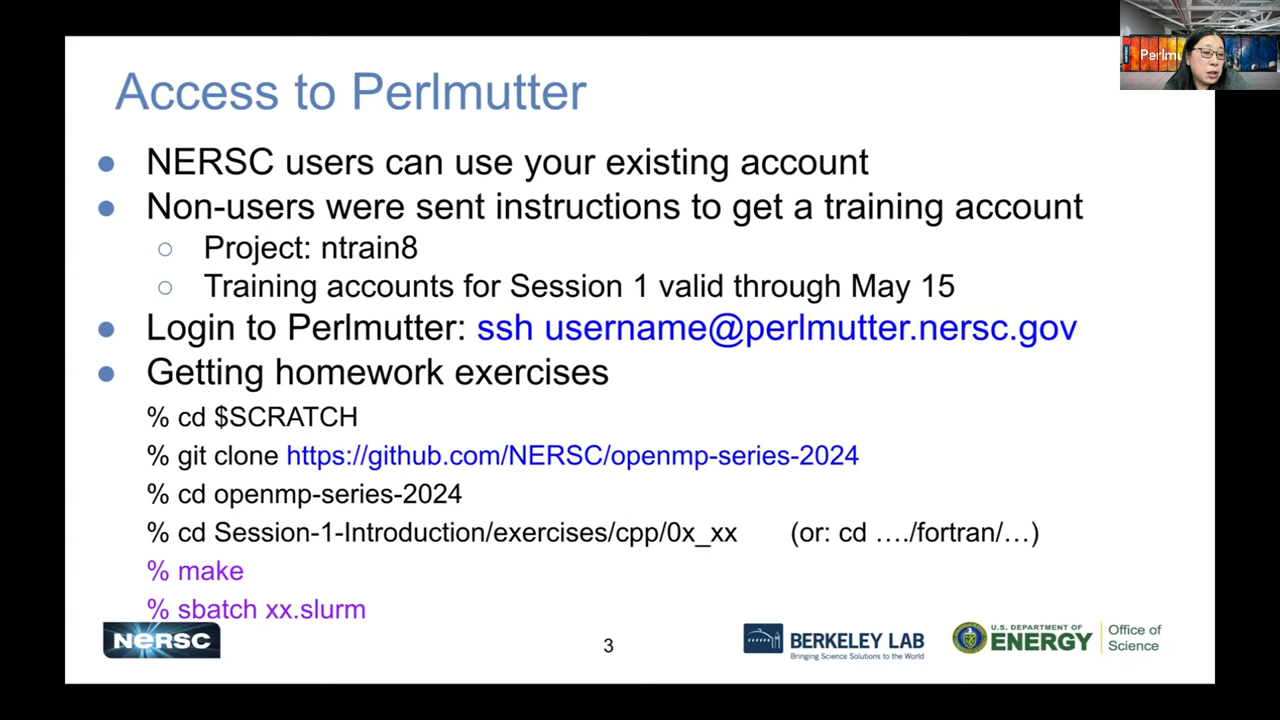 Perlmu
Access to Perlmutter
● NERSC users can use your existing account
● Non-users were sent instructions to get a training account
○ Project: ntrain8
○ Training accounts for Session 1 valid through May 15
● Login to Perlmutter: ssh username@perlmutter.nersc.gov
● Getting homework exercises
% cd $SCRATCH
% git clone https://github.com/NERSC/openmp-series-2024
% cd openmp-series-2024
% cd Session-1-Introduction/exercises/cpp/0x_xx (or: cd …./fortran/…)
% make
% sbatch xx.slurm
NERSC
3
BERKELEY LAB
Bringing Science Solutions to the World
U.S. DEPARTMENT OF
ENERGY
Office of
Science